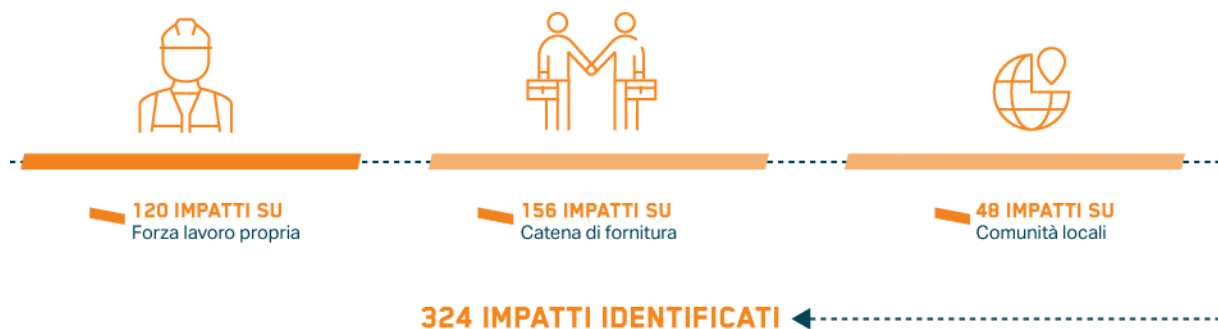 120 IMPATTI SU
Forza lavoro propria
156 IMPATTI SU
Catena di fornitura
48 IMPATTI SU
Comunità locali
324 IMPATTI IDENTIFICATI